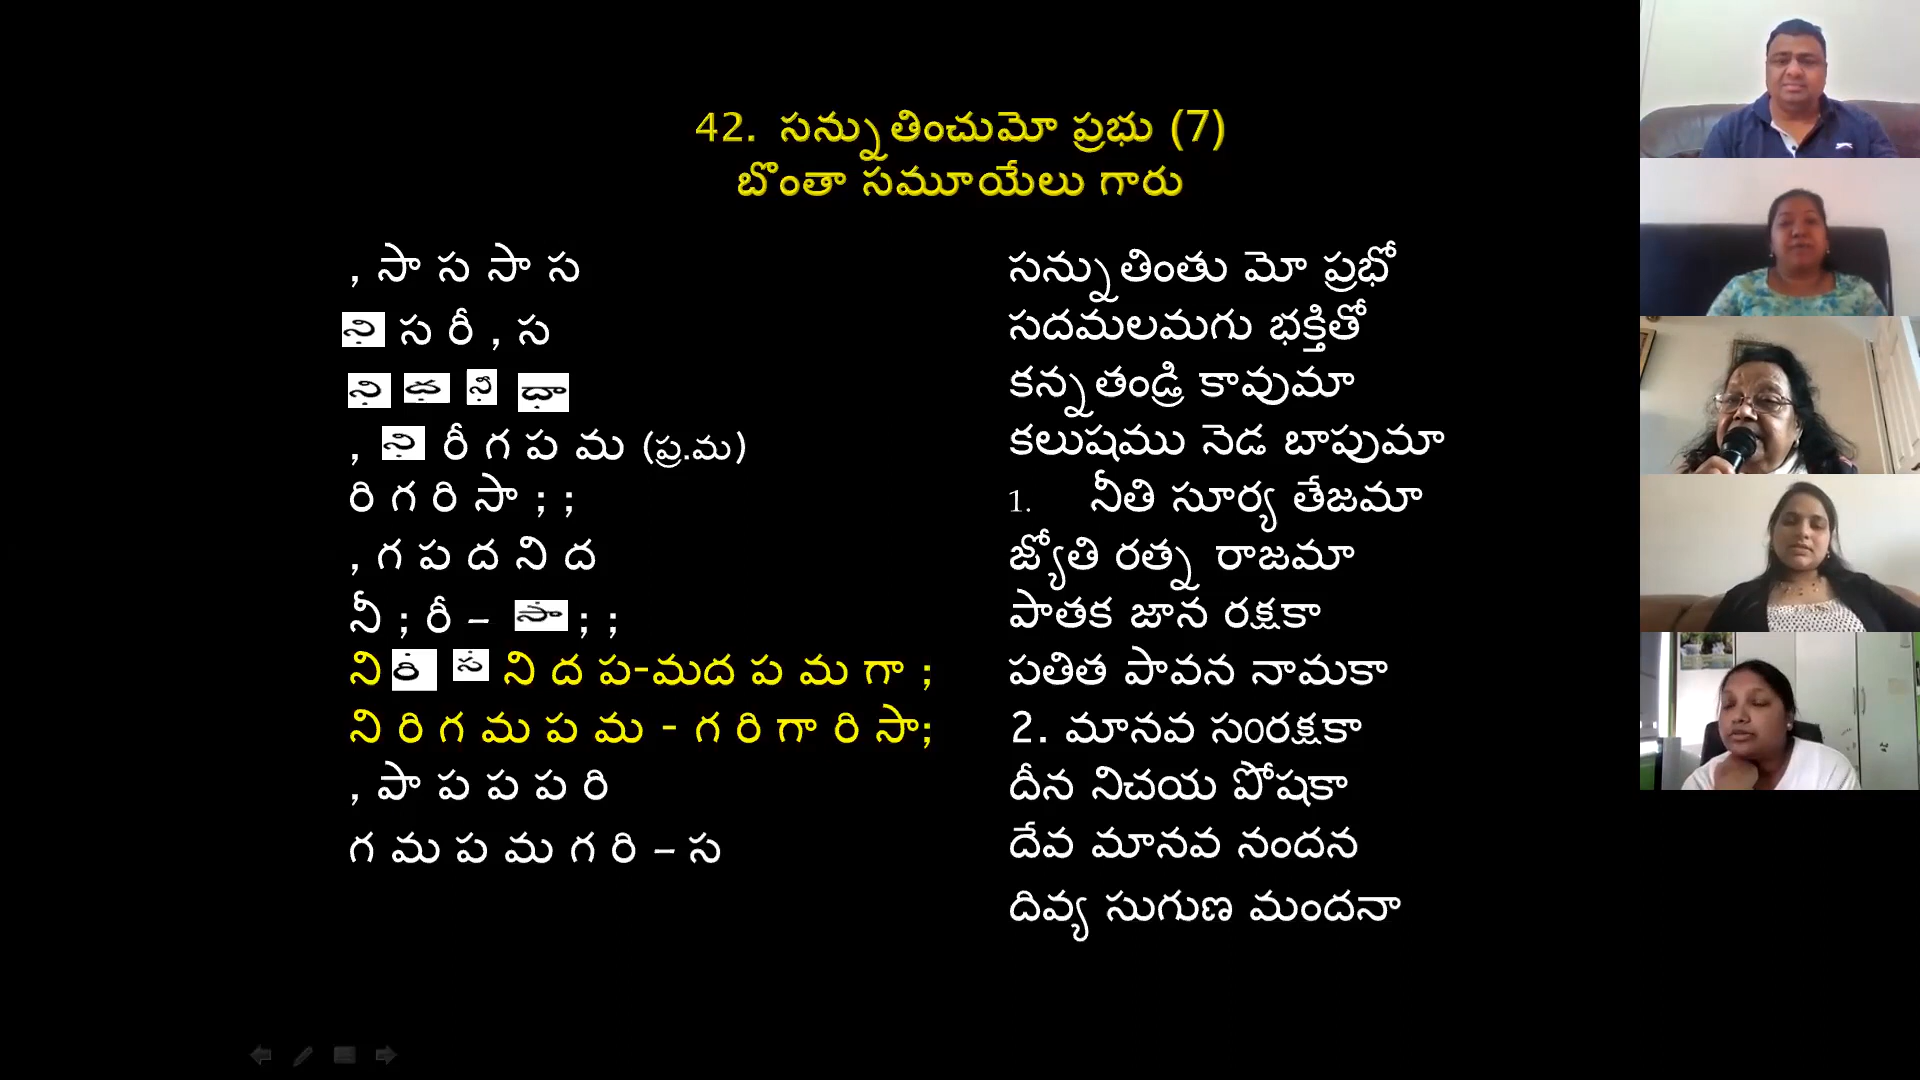 42. సన్నుతించుమో ప్రభు (7)
బొంతా సమూయేలు గారు
, సా స సా స
ని స రీ , స
ని ద ని ధా
, ని రీ గ ప మ (ప్ర.మ)
రి గ రి సా ; ;
, గ ప ద ని ద
నీ ; రీ – సా ; ;
ని రి స ని ద ప-మద ప మ గా ;
ని రి గ మ ప మ - గ రి గా రి సా;
, పా ప ప ప రి
గ మ ప మ గ రి – స
సన్నుతింతు మో ప్రభో
సదమలమగు భక్తితో
కన్నతండ్రి కావుమా
కలుషము నెడ బాపుమా
1. నీతి సూర్య తేజమా
జ్యోతి రత్న రాజమా
పాతక జాన రక్షకా
పతిత పావన నామకా
2. మానవ స0రక్షకా
దీన నిచయ పోషకా
దేవ మానవ నందన
దివ్య సుగుణ మందనా